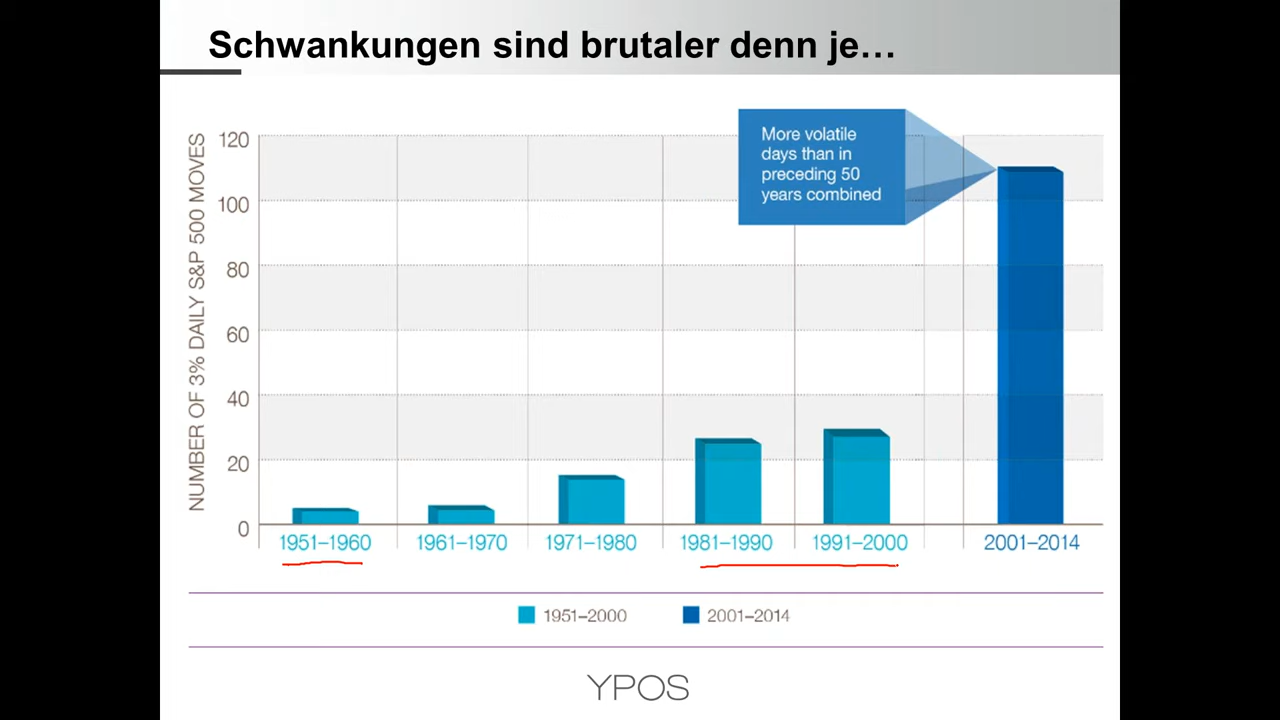 Schwankungen sind brutaler denn je…
NUMBER OF 3% DAILY S&P 500 MOVES
120
100
80
60
40
20
0
More volatile
days than in
preceding 50
years combined
1951–1960
1961–1970
1971–1980
1981–1990
1991–2000
2001–2014
1951–2000
2001–2014
YPOS